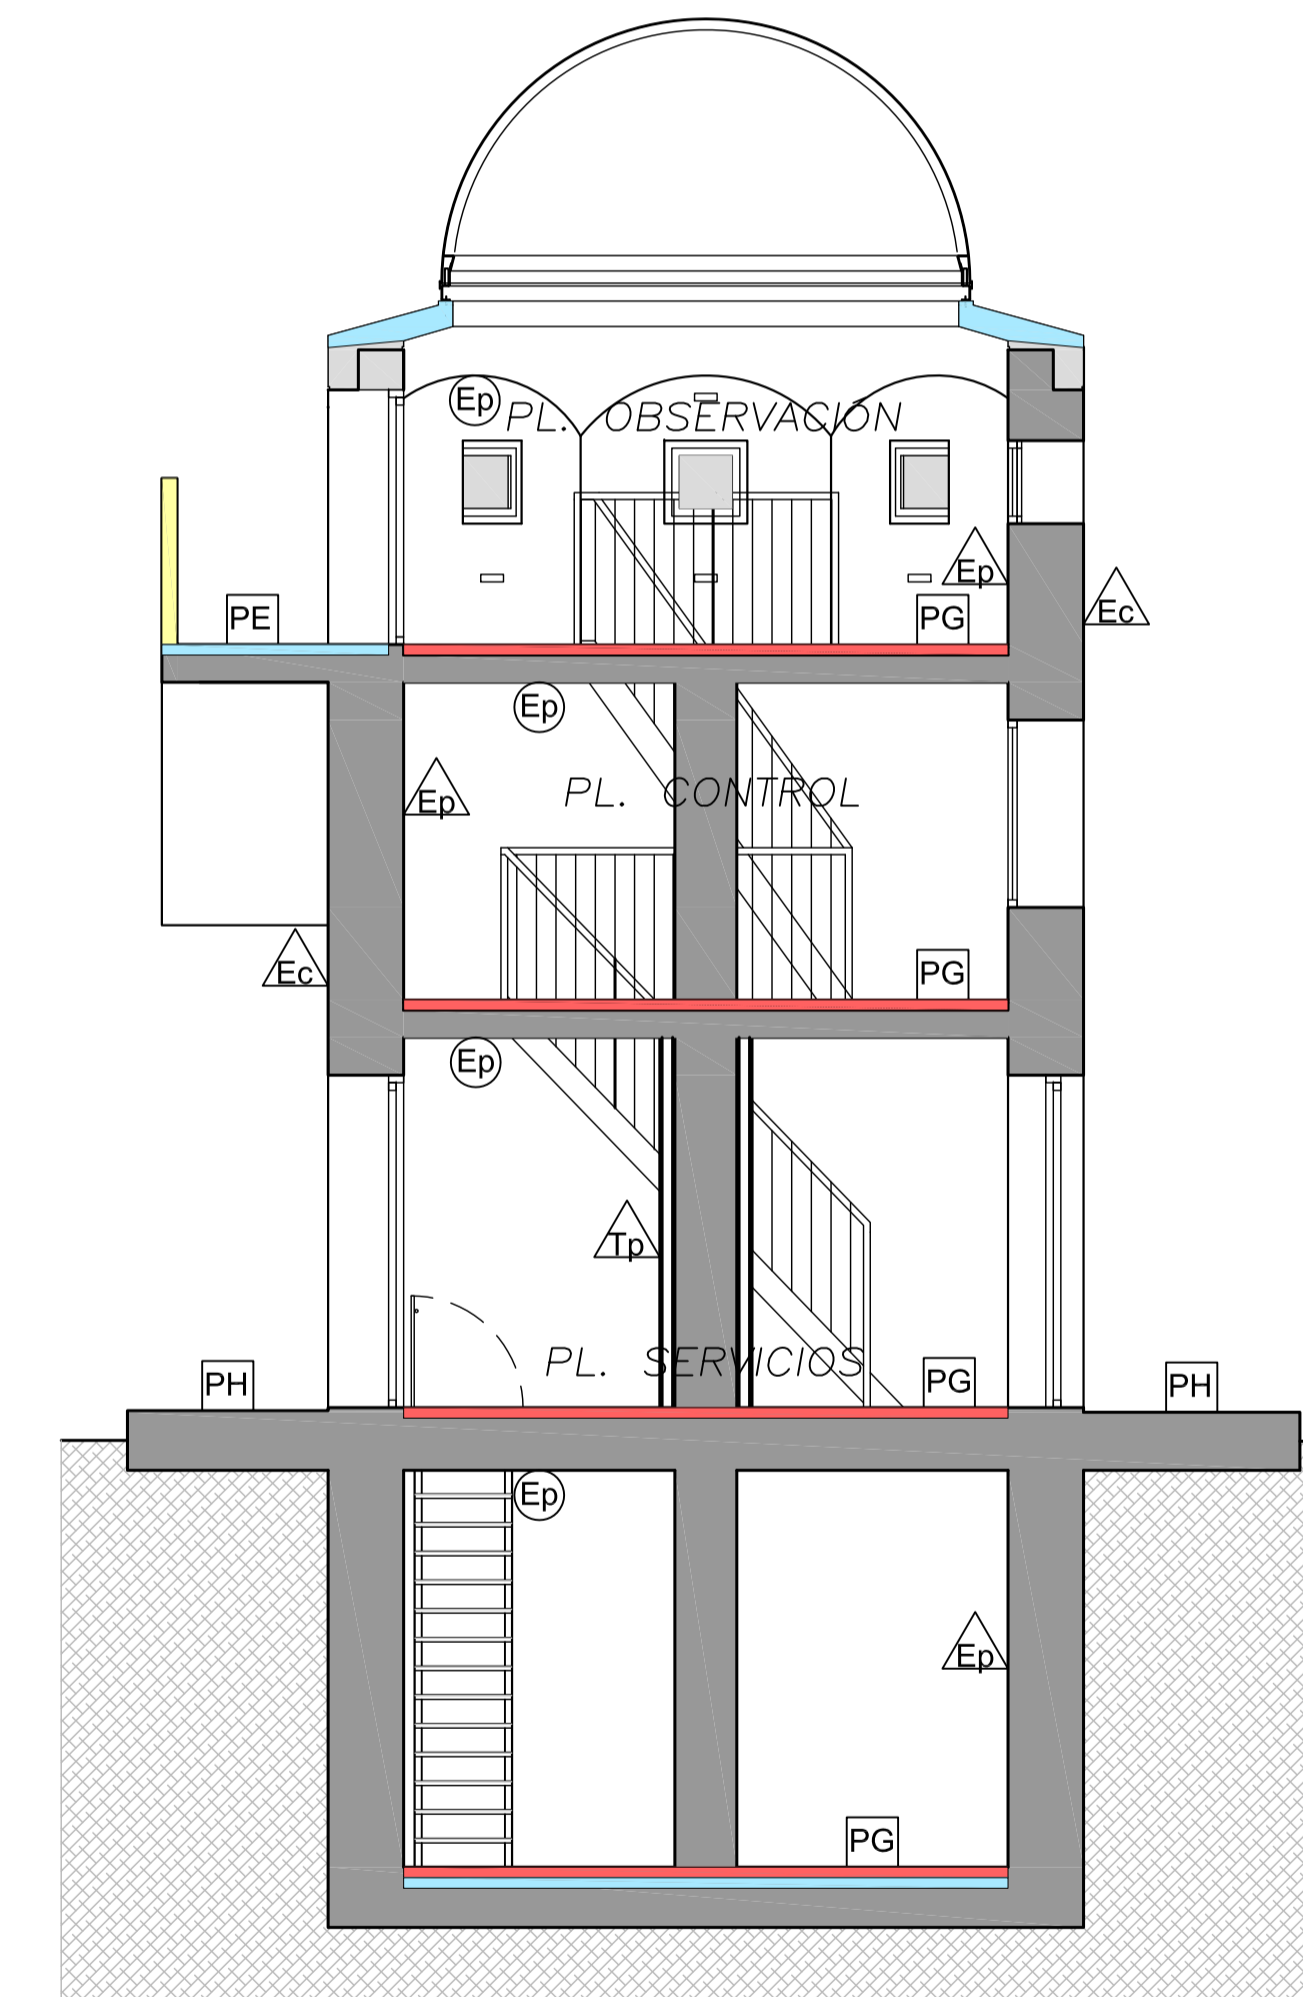 Ep
PL. OBSERVACIÓN
Ep
Ec
PE
PG
Ep
Ep
PL. CONTROL
Ec
PG
Ep
Tp
PL. SERVICIOS
PH
PG
PH
Ep
Ep
PG